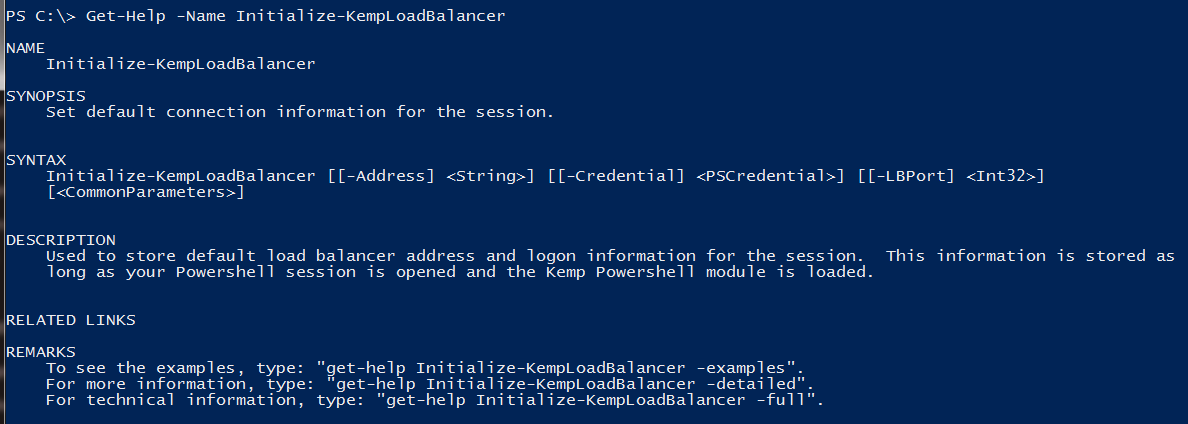 PS C:\> Get-Help -Name Initialize-KempLoadBalancer
NAME
Initialize-KempLoadBalancer
SYNOPSIS
Set default connection information for the session.
SYNTAX
Initialize-KempLoadBalancer [[-Address] <String>] [[-Credential] <PSCredential>] [[-LBPort] <Int32>]
[<CommonParameters>]
DESCRIPTION
Used to store default load balancer address and logon information for the session.  This information is stored as
long as your Powershell session is opened and the Kemp Powershell module is loaded.
RELATED LINKS
REMARKS
To see the examples, type: "get-help Initialize-KempLoadBalancer -examples".
For more information, type: "get-help Initialize-KempLoadBalancer -detailed".
For technical information, type: "get-help Initialize-KempLoadBalancer -full".